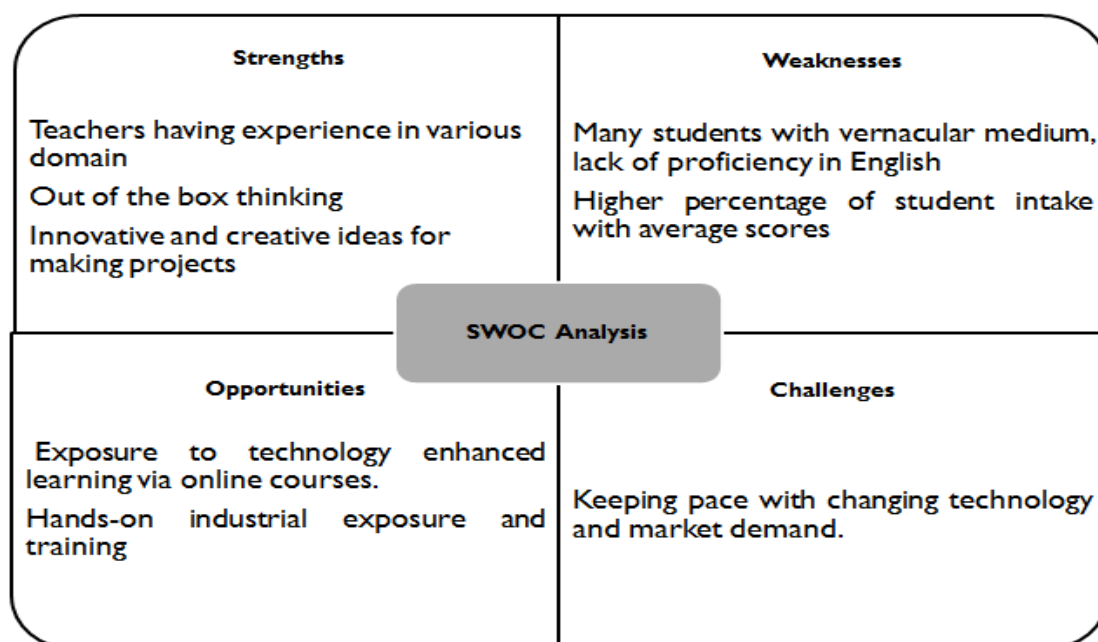 Strengths
Teachers having experience in various
domain
Out of the box thinking
Innovative and creative ideas for
making projects
Weaknesses
Many students with vernacular medium,
lack of proficiency in English
Higher percentage of student intake
with average scores
SWOC Analysis
Opportunities
Exposure to technology enhanced
learning via online courses.
Hands-on industrial exposure and
training
Challenges
Keeping pace with changing technology
and market demand.